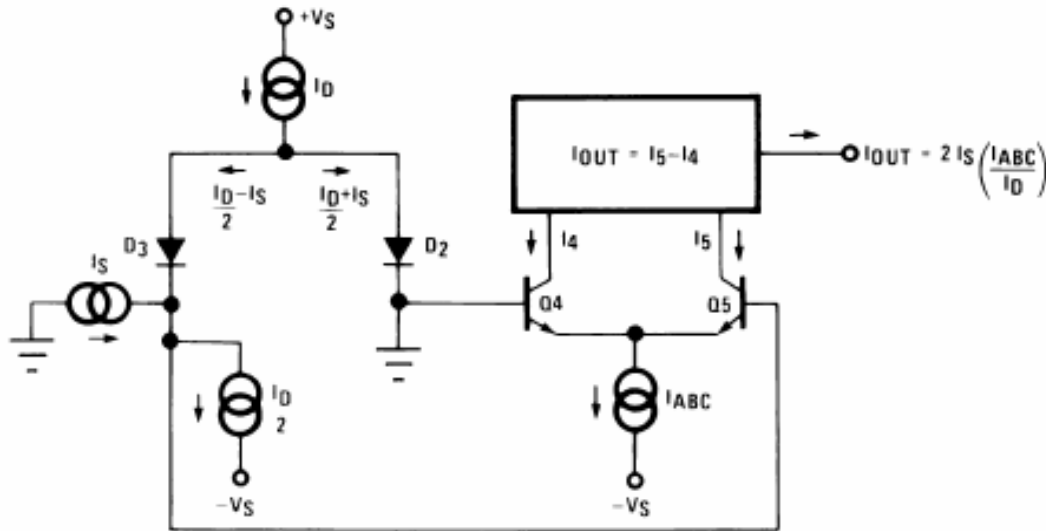 +VS
ID
IOUT = I5-I4
IOUT = 2 IS(IABC/ID)
ID/2-IS
ID/2+IS
D3
D2
I4
I5
IS
Q4
Q5
ID/2
IABC
-VS
-VS